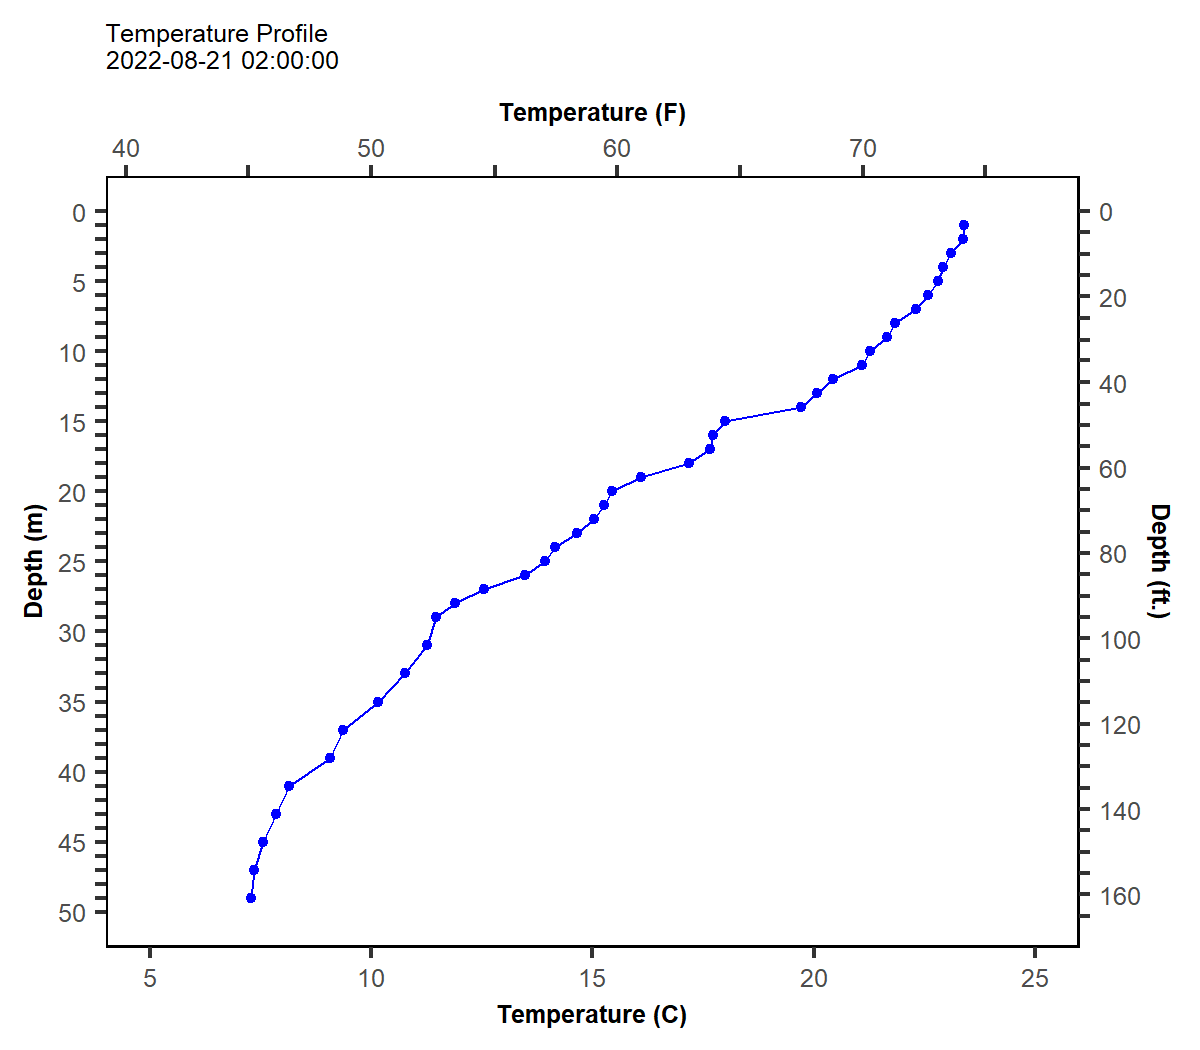 Temperature Profile
2022-08-21 02:00:00
Temperature (F)
40 50 60 70
0 0
5 20
10 40
15 60
20 80
25 100
30 120
35 140
40 160
45
50
Depth (m)
Depth (ft.)
5 10 15 20 25
Temperature (C)